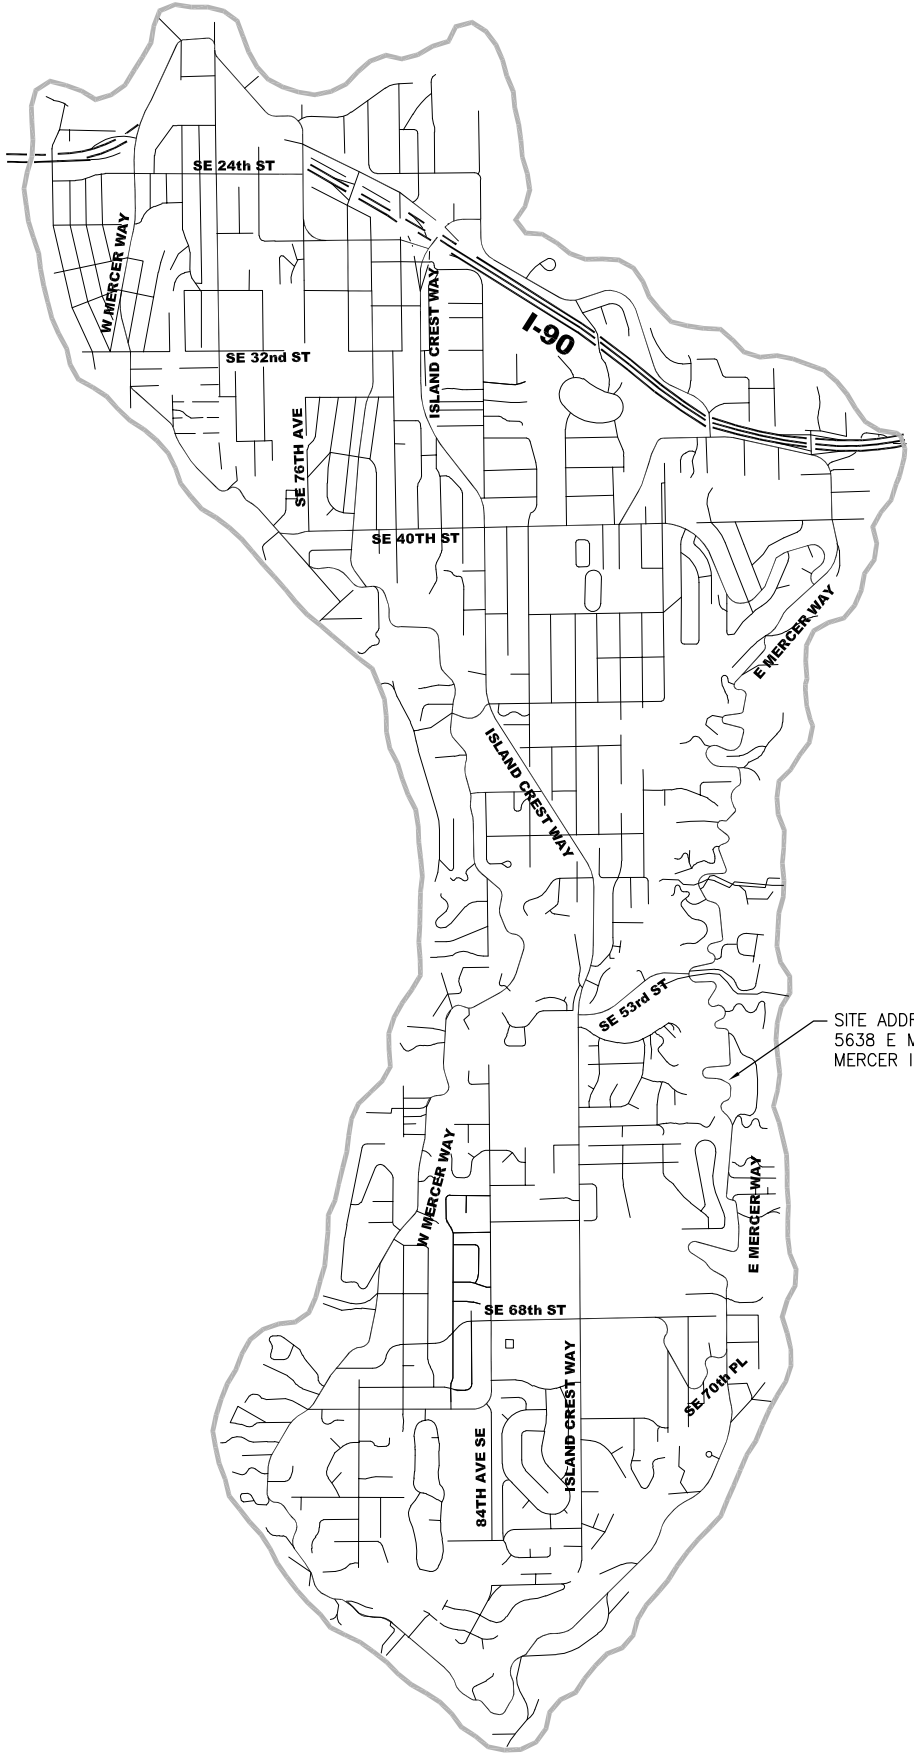 SE 24th ST
W MERCER WAY
ISLAND CREST WAY
I-90
SE 32nd ST
SE 76TH AVE
SE 40TH ST
E MERCER WAY
ISLAND CREST WAY
SE 53rd ST
SITE ADDR
5638 E M
MERCER I
W MERCER WAY
E MERCER WAY
SE 68th ST
ISLAND CREST WAY
SE 70th PL
84TH AVE SE